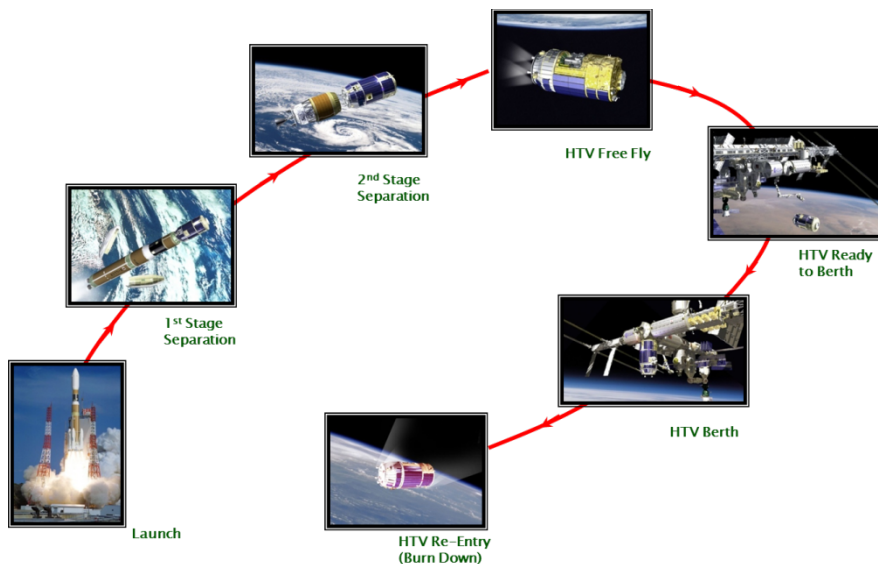 Launch
1st Stage
Separation
2nd Stage
Separation
HTV Free Fly
HTV Ready
to Berth
HTV Berth
HTV Re-Entry
(Burn Down)